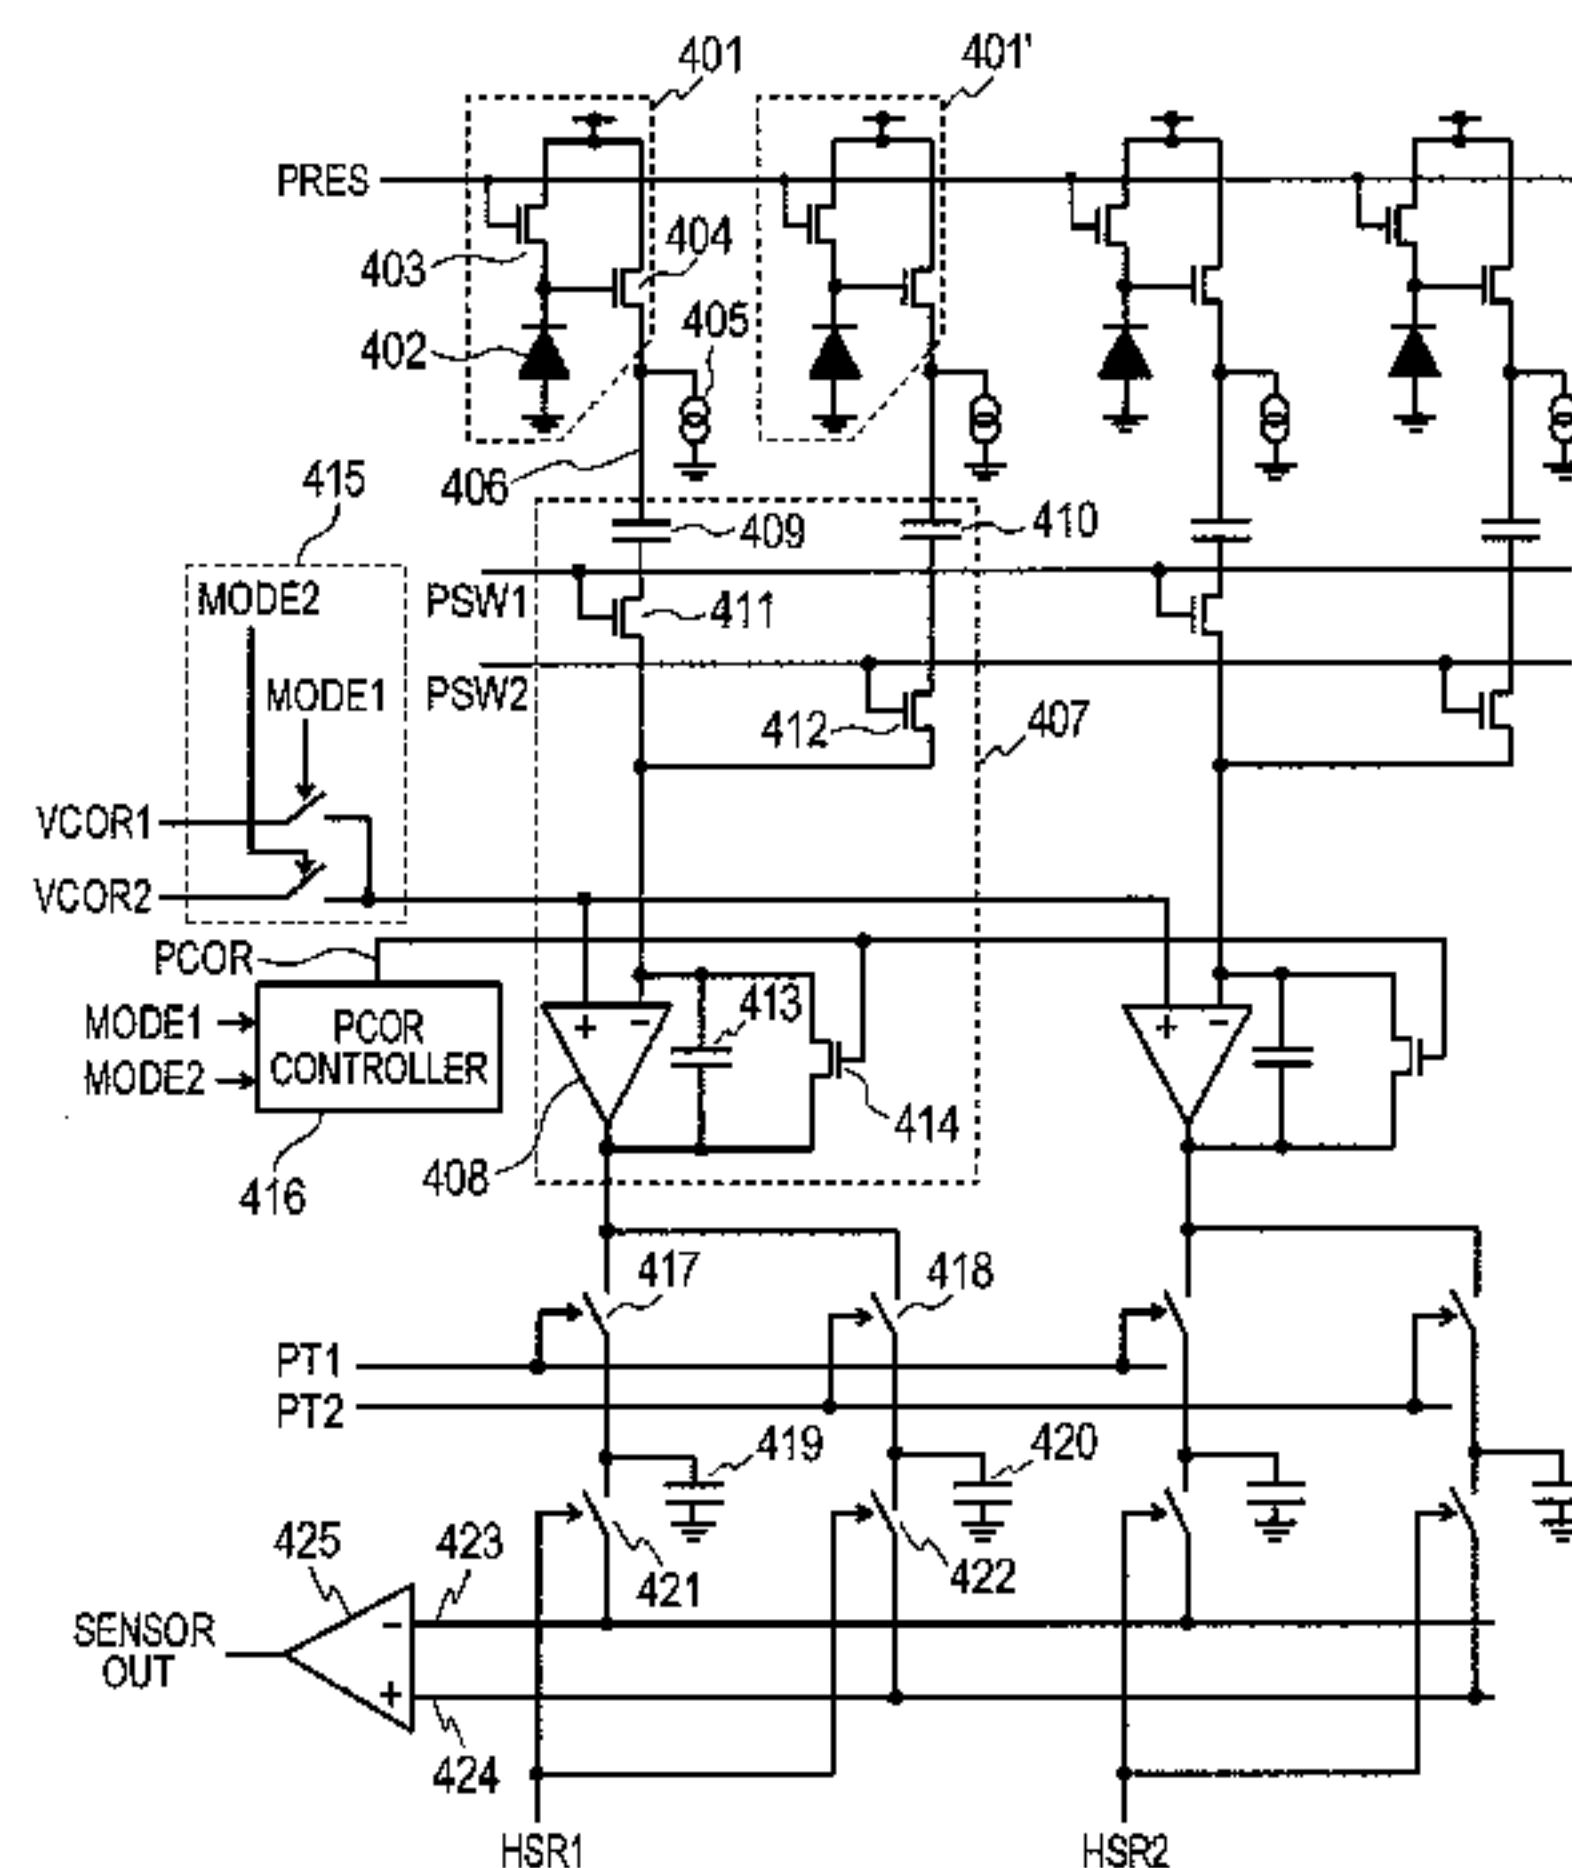 401
401'
PRES
404
403
405
402
406
415
409
410
MODE2
PSW1
411
MODE1
PSW2
412
407
VCOR1
VCOR2
PCOR
413
MODE1
PCOR
CONTROLLER
MODE2
414
416
408
417
418
PT1
PT2
419
420
425
423
421
422
SENSOR
OUT
424
HSR1
HSR2
+
-
+
-
-
+